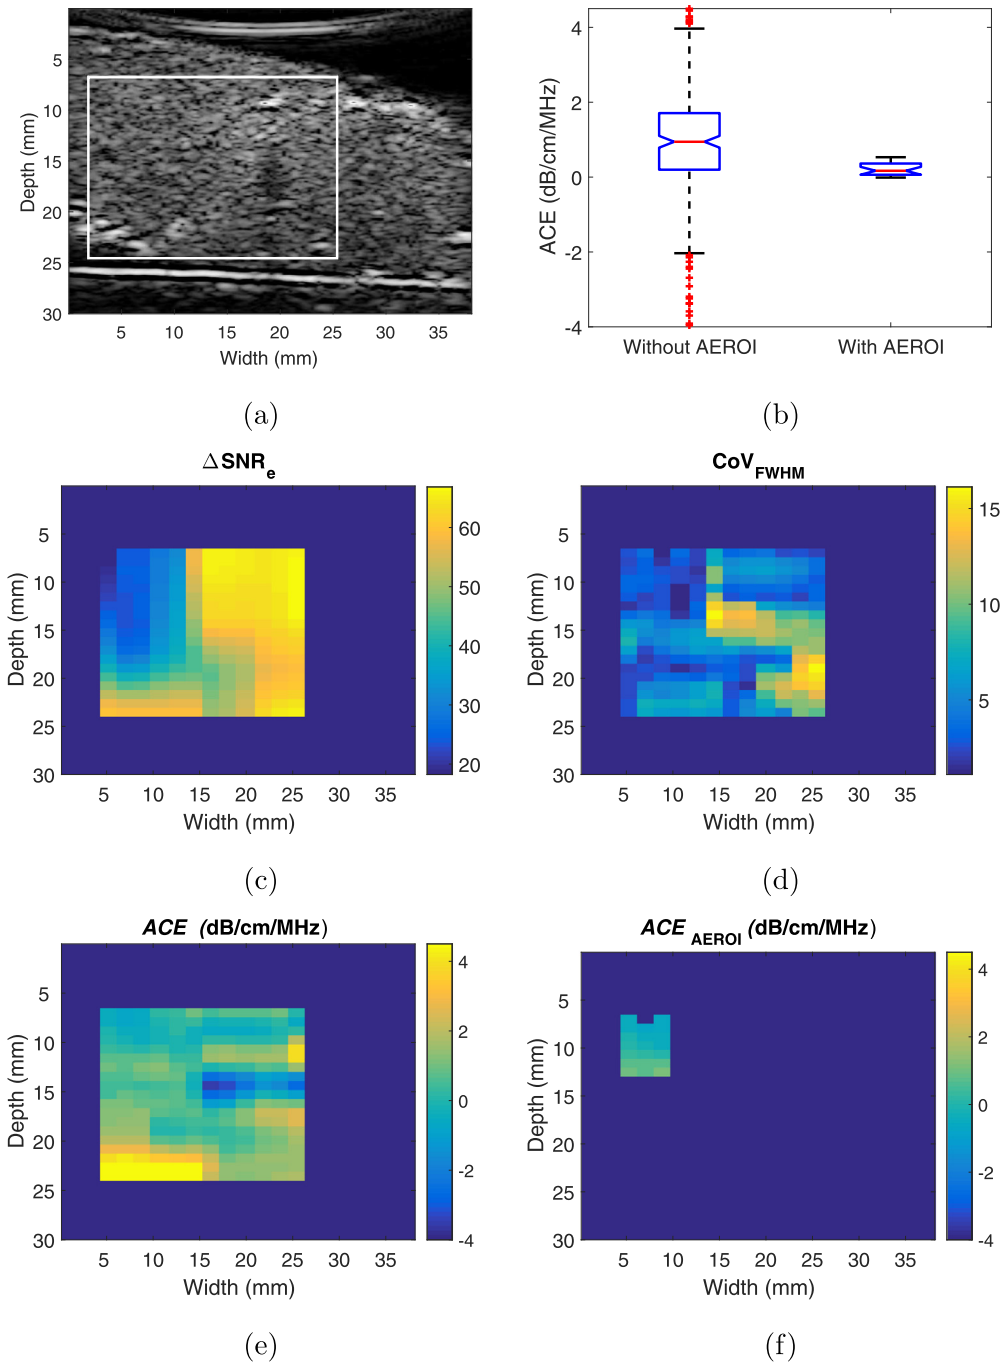 5
10
15
20
25
30
Depth (mm)
5 10 15 20 25 30 35
Width (mm)
(a)
4
2
0
-2
-4
ACE (dB/cm/MHz)
Without AEROI With AEROI
(b)
ΔSNRe
5
10
15
20
25
30
Depth (mm)
5 10 15 20 25 30 35
Width (mm)
60
50
40
30
20
(c)
CoVFWHM
5
10
15
20
25
30
Depth (mm)
5 10 15 20 25 30 35
Width (mm)
15
10
5
(d)
ACE (dB/cm/MHz)
5
10
15
20
25
30
Depth (mm)
5 10 15 20 25 30 35
Width (mm)
4
2
0
-2
-4
(e)
ACE AEROI (dB/cm/MHz)
5
10
15
20
25
30
Depth (mm)
5 10 15 20 25 30 35
Width (mm)
4
2
0
-2
-4
(f)